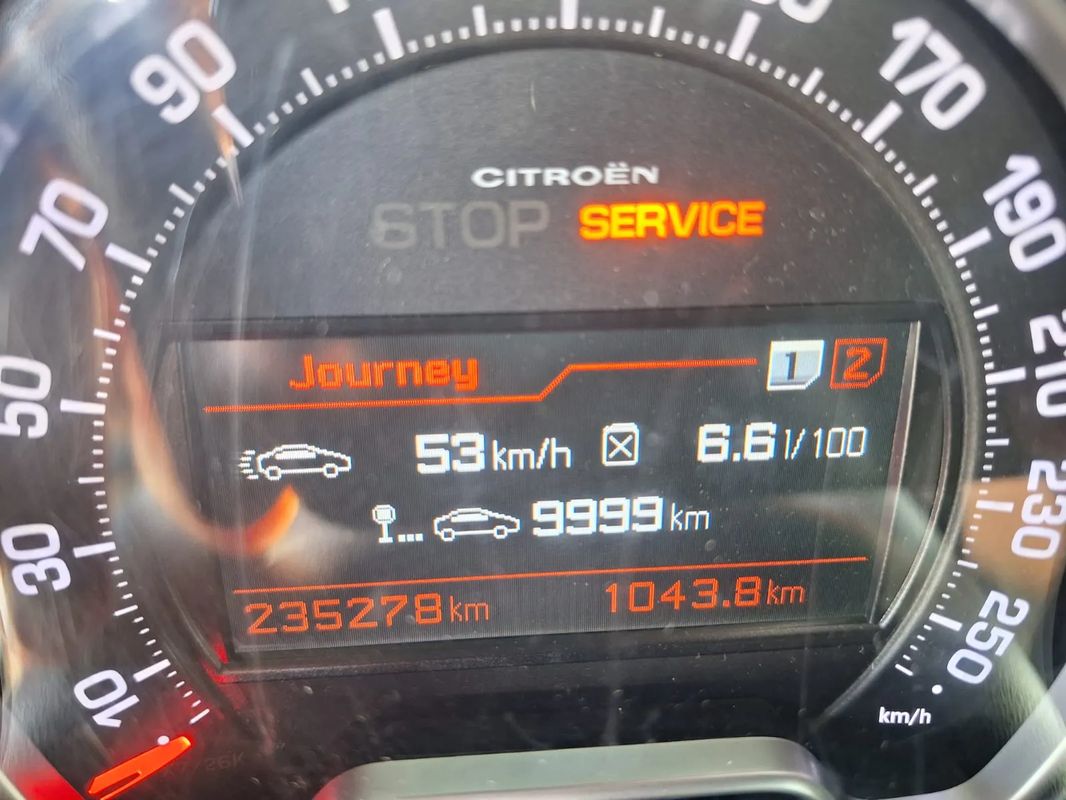 90
170
CITROËN
STOP SERVICE
70
190
Journey 1 2
50
210
53 km/h 6.6 l/100
9999 km
30
230
235278 km 1043.8 km
10
250
km/h